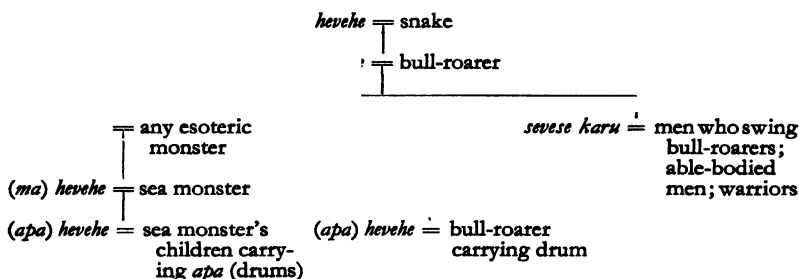 hevehe = snake
= bull-roarer
= any esoteric
monster
sevese karu = men who swing
bull-roarers;
able-bodied
men; warriors
(ma) hevehe = sea monster
(apa) hevehe = sea monster's
children carry-
ing apa (drums)
(apa) hevehe = bull-roarer
carrying drum